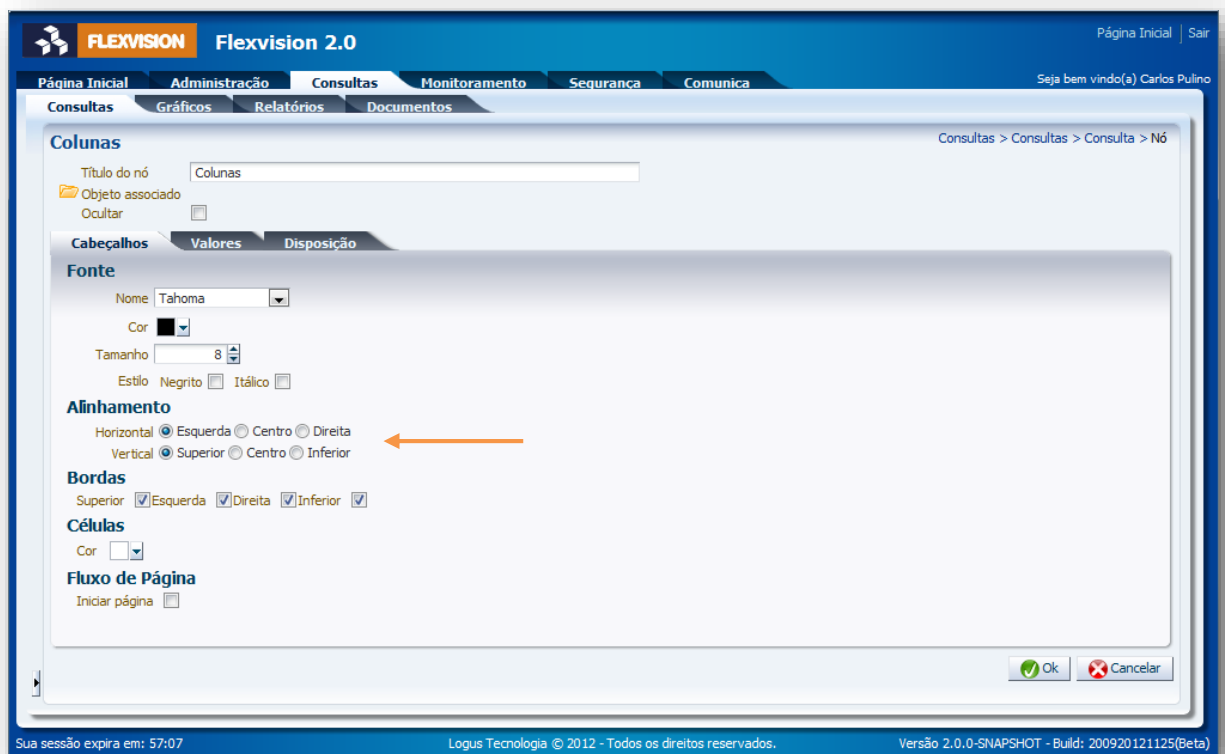 FLEXVISION Flexvision 2.0 Página Inicial Sair
Página Inicial Administração Consultas Monitoramento Segurança Comunica Seja bem vindo(a) Carlos Pulino
Consultas Gráficos Relatórios Documentos
Colunas Consultas > Consultas > Consulta > Nó
Título do nó Colunas
Objeto associado
Ocultar
Cabeçalhos Valores Disposição
Fonte
Nome Tahoma
Cor
Tamanho 8
Estilo Negrito Itálico
Alinhamento
Horizontal Esquerda Centro Direita
Vertical Superior Centro Inferior
Bordas
Superior Esquerda Direita Inferior
Células
Cor
Fluxo de Página
Iniciar página
Ok Cancelar
Sua sessão expira em: 57:07 Logus Tecnologia © 2012 - Todos os direitos reservados. Versão 2.0.0-SNAPSHOT - Build: 200920121125(Beta)